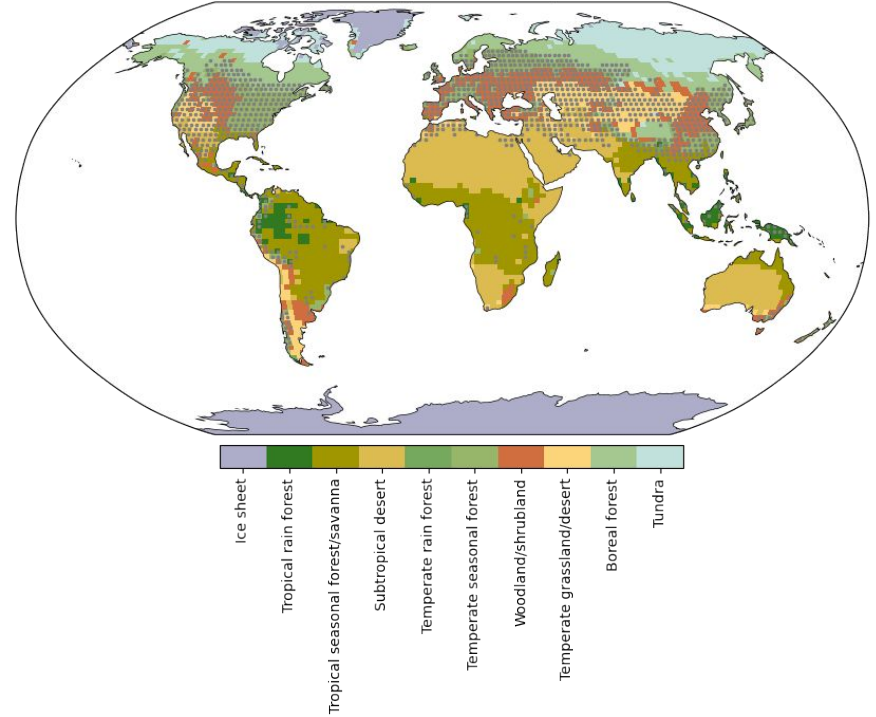 Ice sheet
Tropical rain forest
Tropical seasonal forest/savanna
Subtropical desert
Temperate rain forest
Temperate seasonal forest
Woodland/shrubland
Temperate grassland/desert
Boreal forest
Tundra